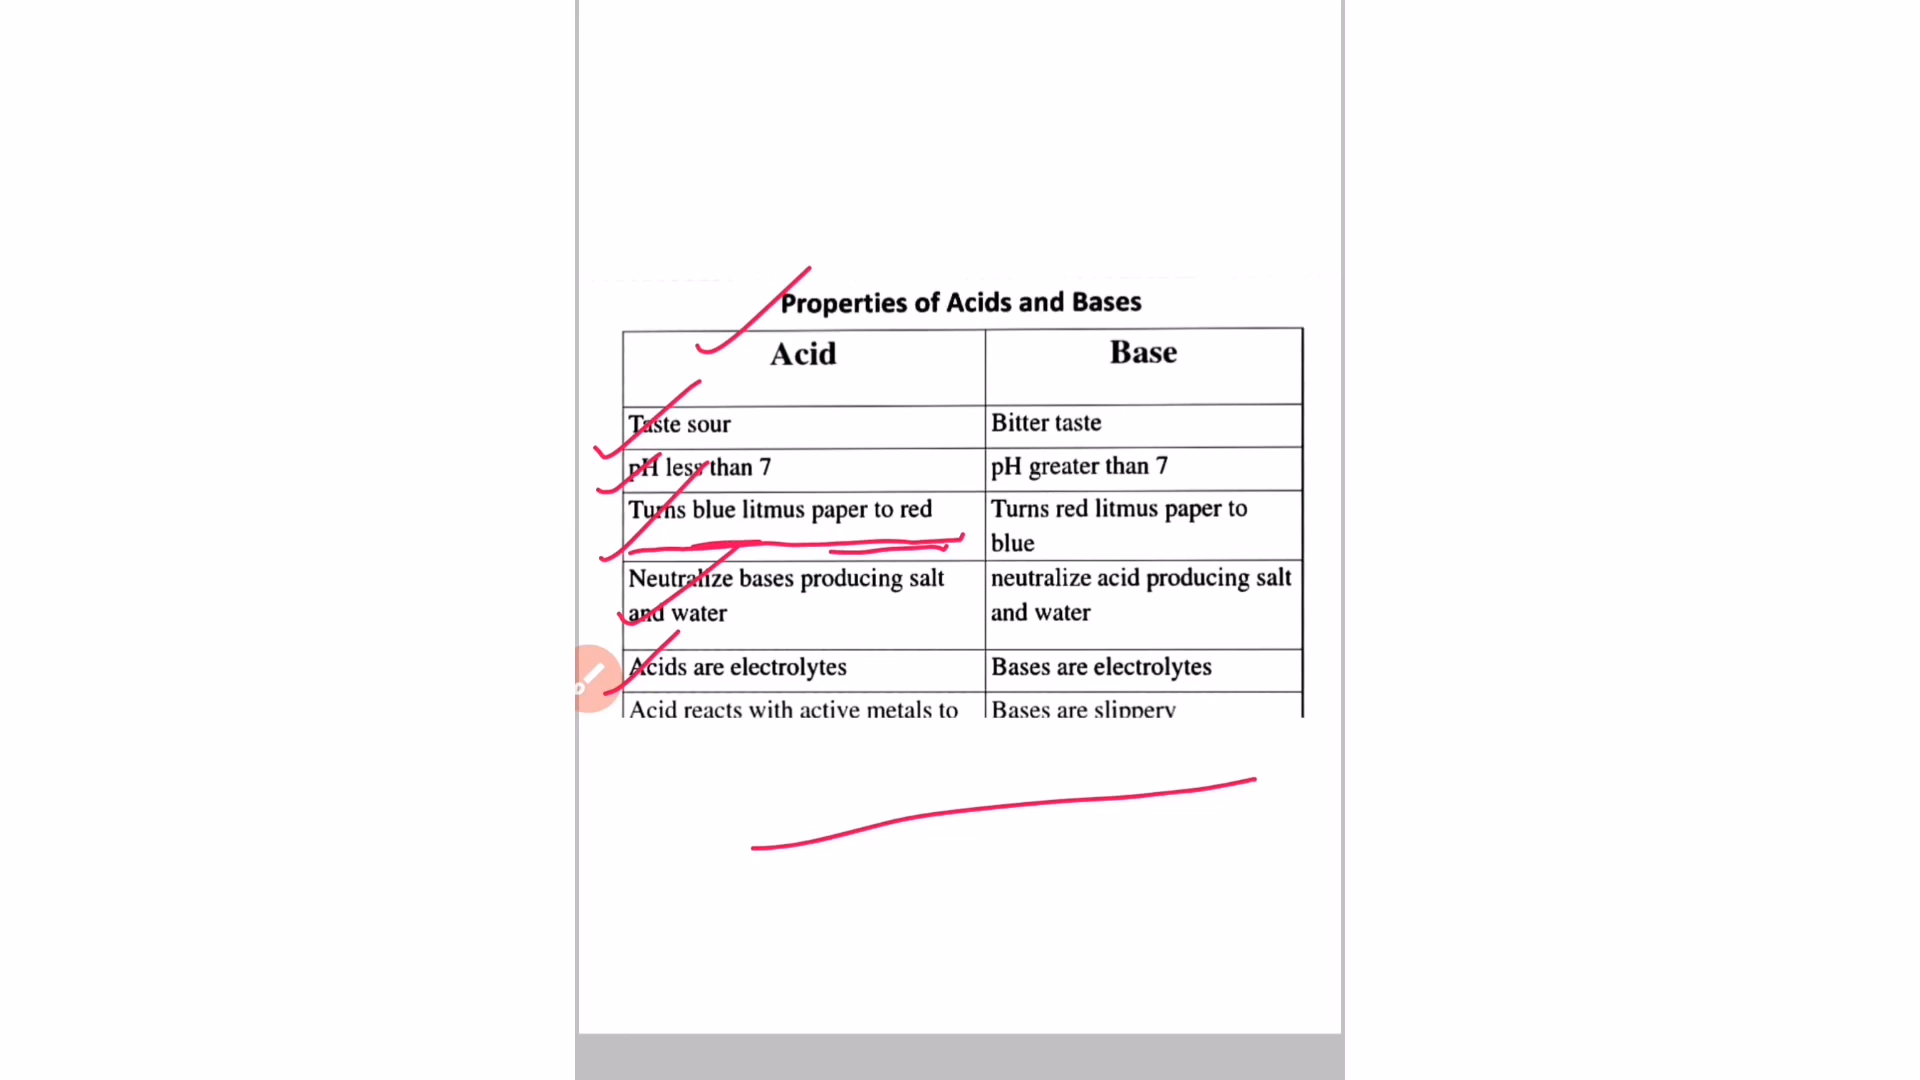 Properties of Acids and Bases
Acid
Base
Taste sour
Bitter taste
pH less than 7
pH greater than 7
Turns blue litmus paper to red
Turns red litmus paper to
blue
Neutralize bases producing salt
and water
neutralize acid producing salt
and water
Acids are electrolytes
Bases are electrolytes
Acid reacts with active metals to
Bases are slippery